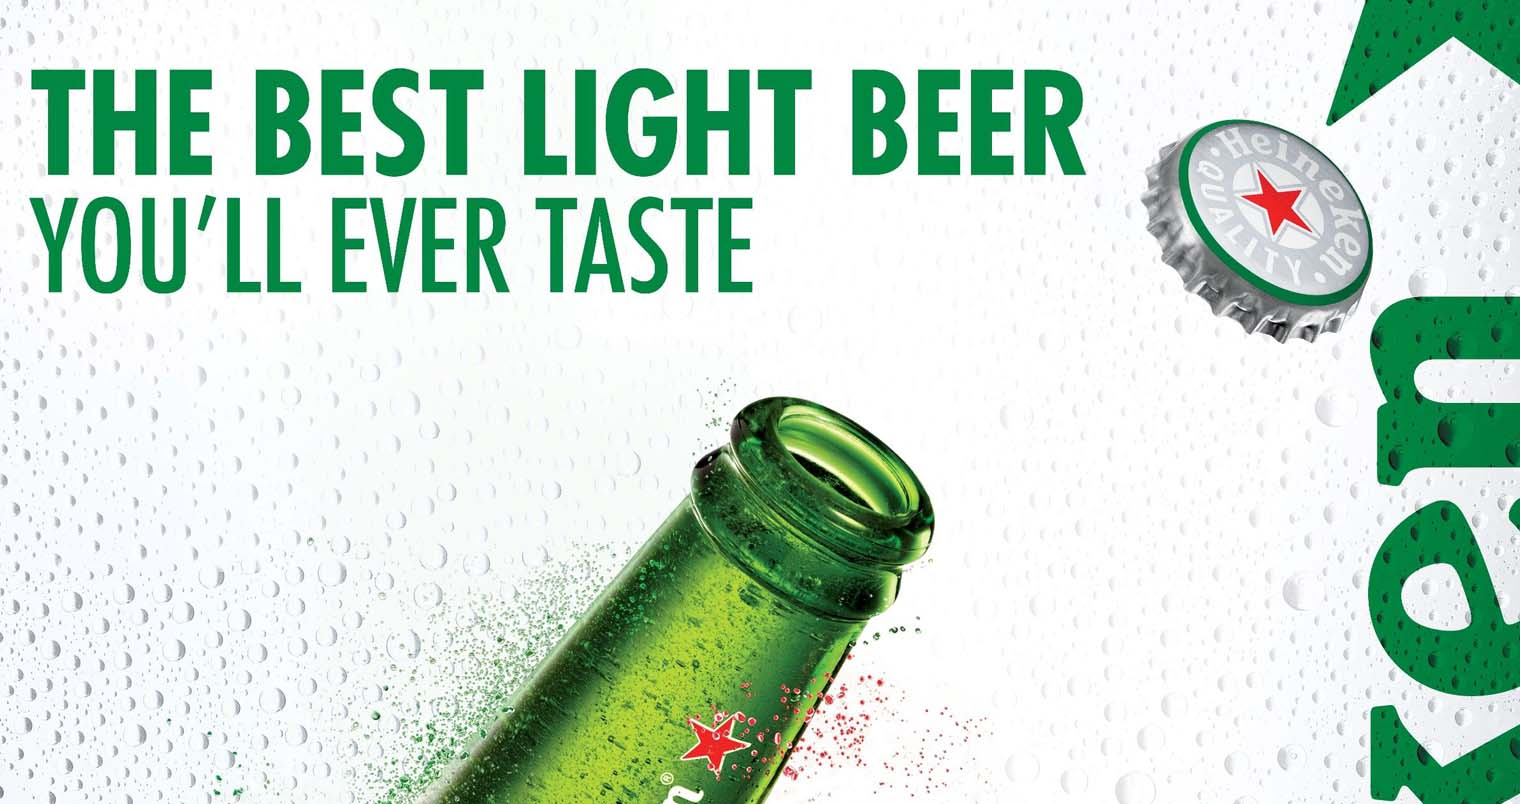 THE BEST LIGHT BEER
YOU'LL EVER TASTE
Heineken
QUALITY
ken
n®